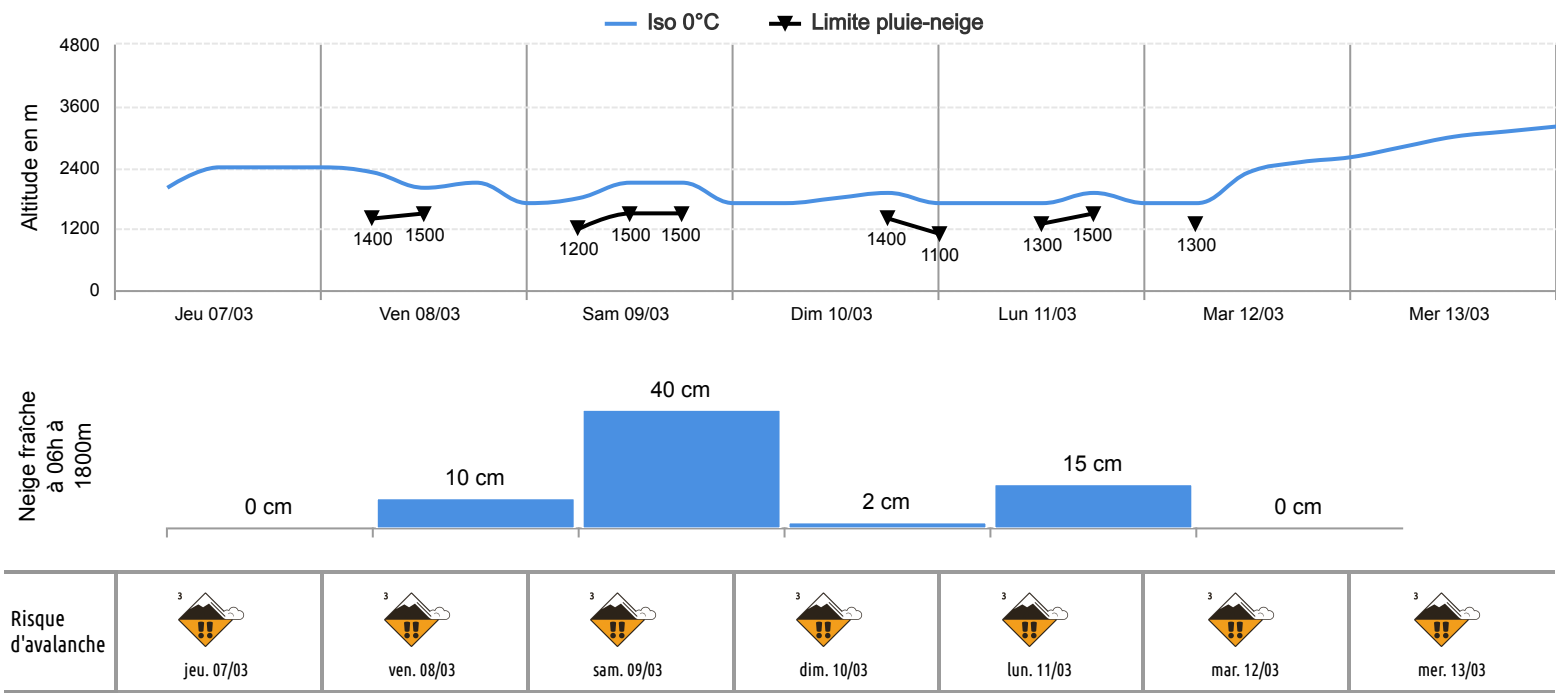 Iso 0°C Limite pluie-neige
Altitude en m
4800
3600
2400
1200
0
1400 1500 1200 1500 1500 1400 1100 1300 1500 1300
Jeu 07/03 Ven 08/03 Sam 09/03 Dim 10/03 Lun 11/03 Mar 12/03 Mer 13/03
Neige fraîche
à 06h à
1800m
0 cm 10 cm 40 cm 2 cm 15 cm 0 cm
Risque
d'avalanche
3 3 3 3 3 3 3
!! !! !! !! !! !! !!
jeu. 07/03 ven. 08/03 sam. 09/03 dim. 10/03 lun. 11/03 mar. 12/03 mer. 13/03